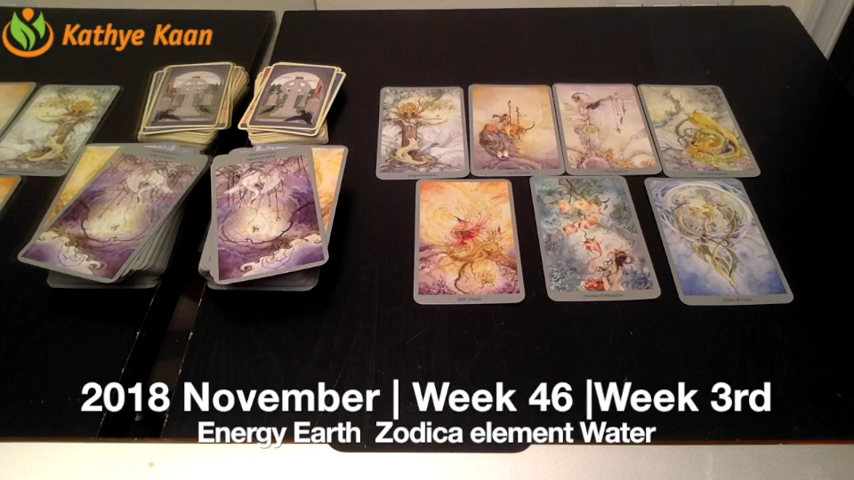 Kathye Kaan
2018 November | Week 46 |Week 3rd
Energy Earth  Zodica element Water